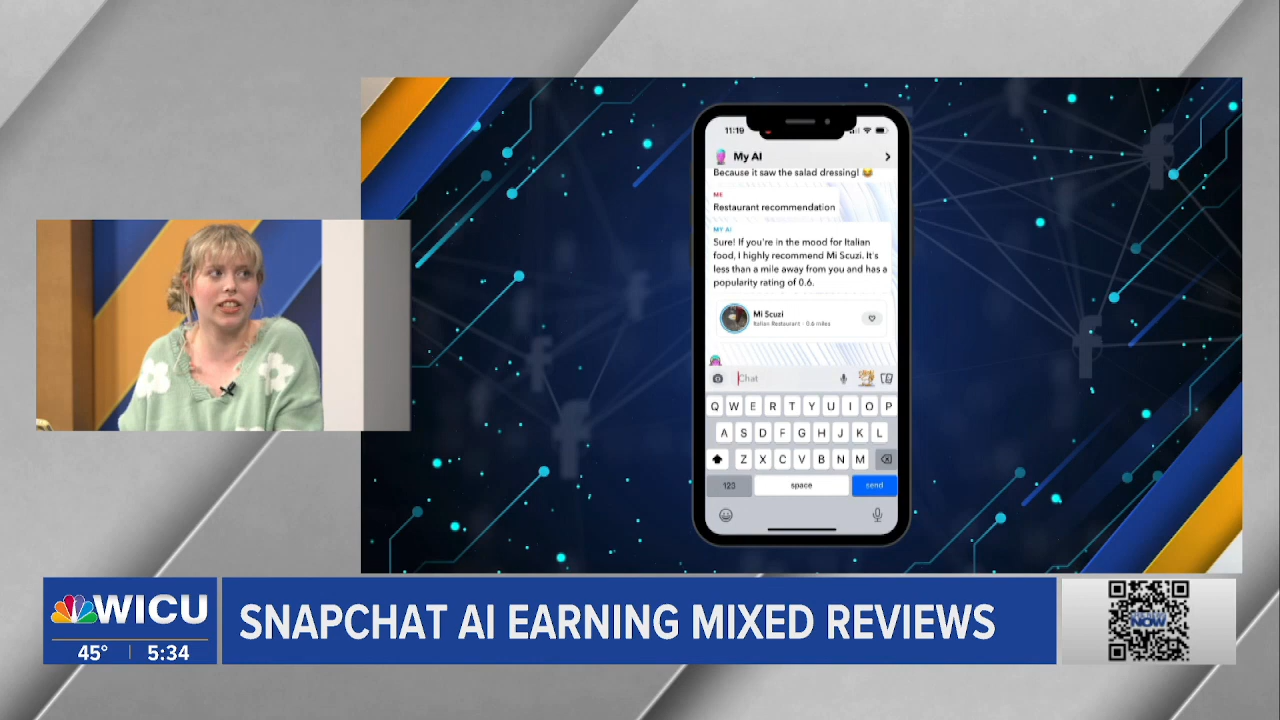 11:19
My AI
Because it saw the salad dressing! 😂
ME
Restaurant recommendation
MY AI
Sure! If you're in the mood for Italian
food, I highly recommend Mi Scuzi. It's
less than a mile away from you and has a
popularity rating of 0.6.
Mi Scuzi
Italian Restaurant - 0.6 miles
Chat
Q W E R T Y U I O P
A S D F G H J K L
Z X C V B N M
123 space send
WICU
45° 5:34
SNAPCHAT AI EARNING MIXED REVIEWS
NOW